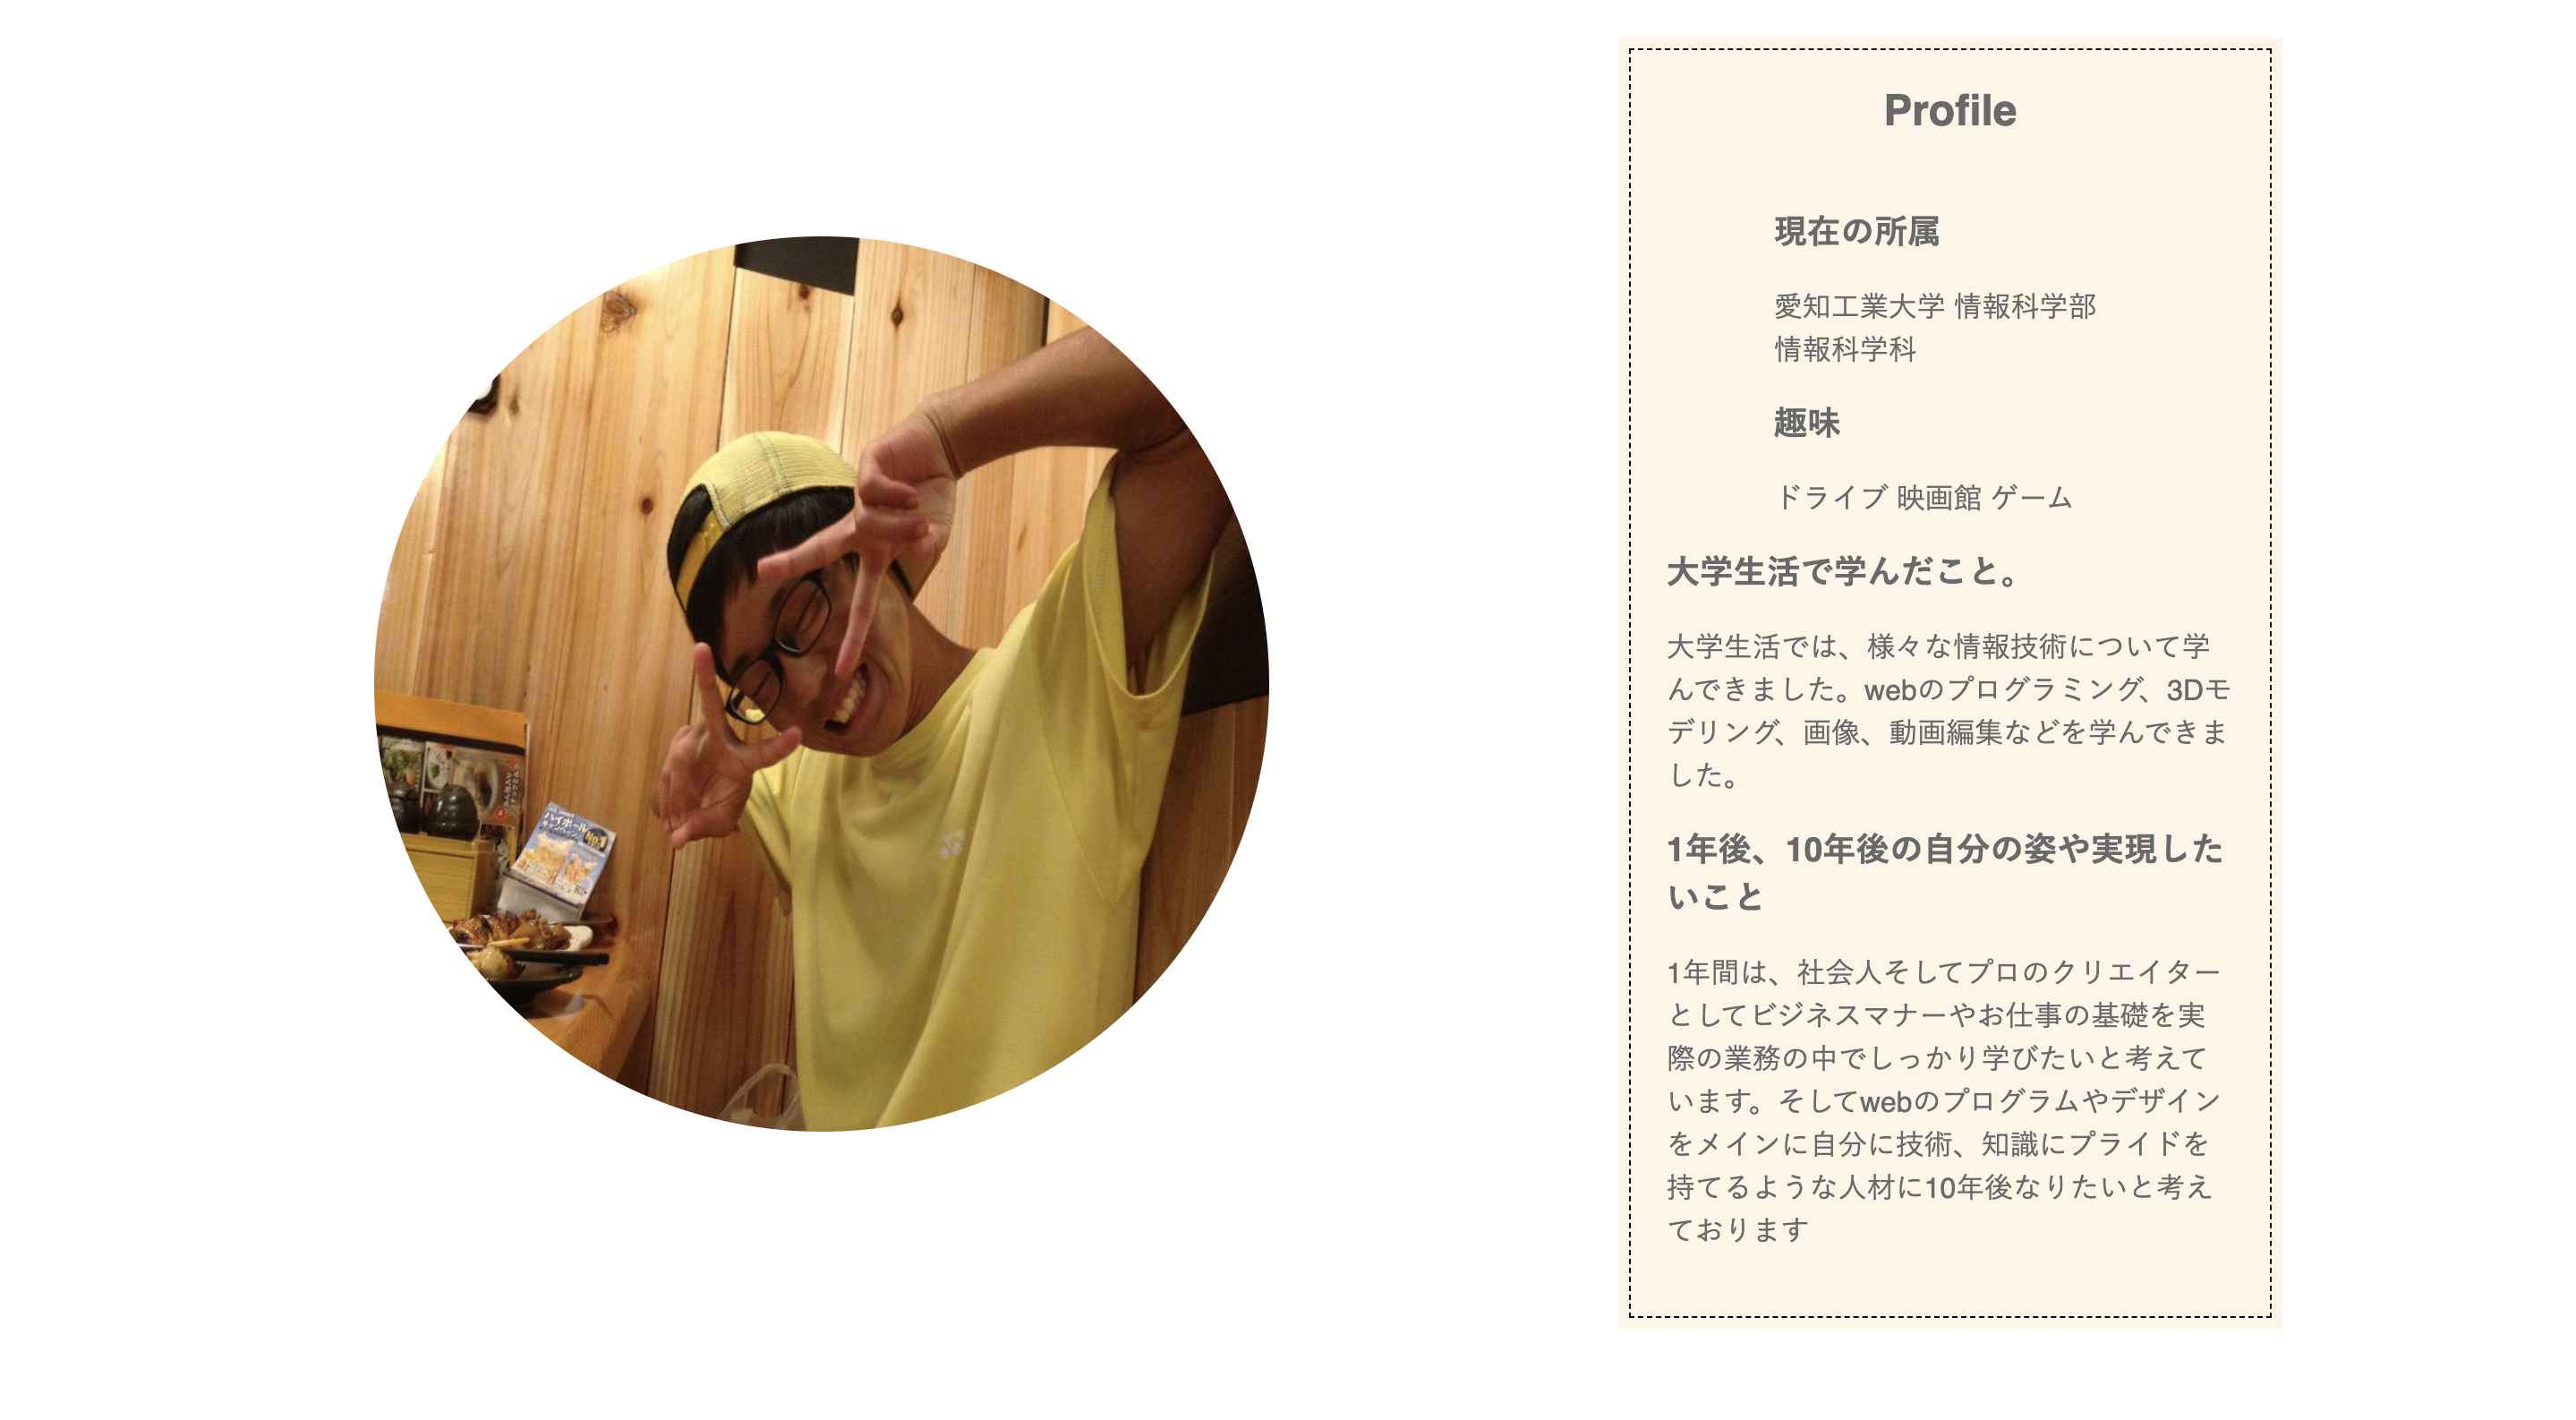 Profile
現在の所属
愛知工業大学 情報科学部
情報科学科
趣味
ドライブ 映画館 ゲーム
大学生活で学んだこと。
大学生活では、様々な情報技術について学
んできました。webのプログラミング、3Dモ
デリング、画像、動画編集などを学んできま
した。
1年後、10年後の自分の姿や実現した
いこと
1年間は、社会人そしてプロのクリエイター
としてビジネスマナーやお仕事の基礎を実
際の業務の中でしっかり学びたいと考えて
います。そしてwebのプログラムやデザイン
をメインに自分に技術、知識にプライドを
持てるような人材に10年後なりたいと考え
ております
ハイボール
No.1